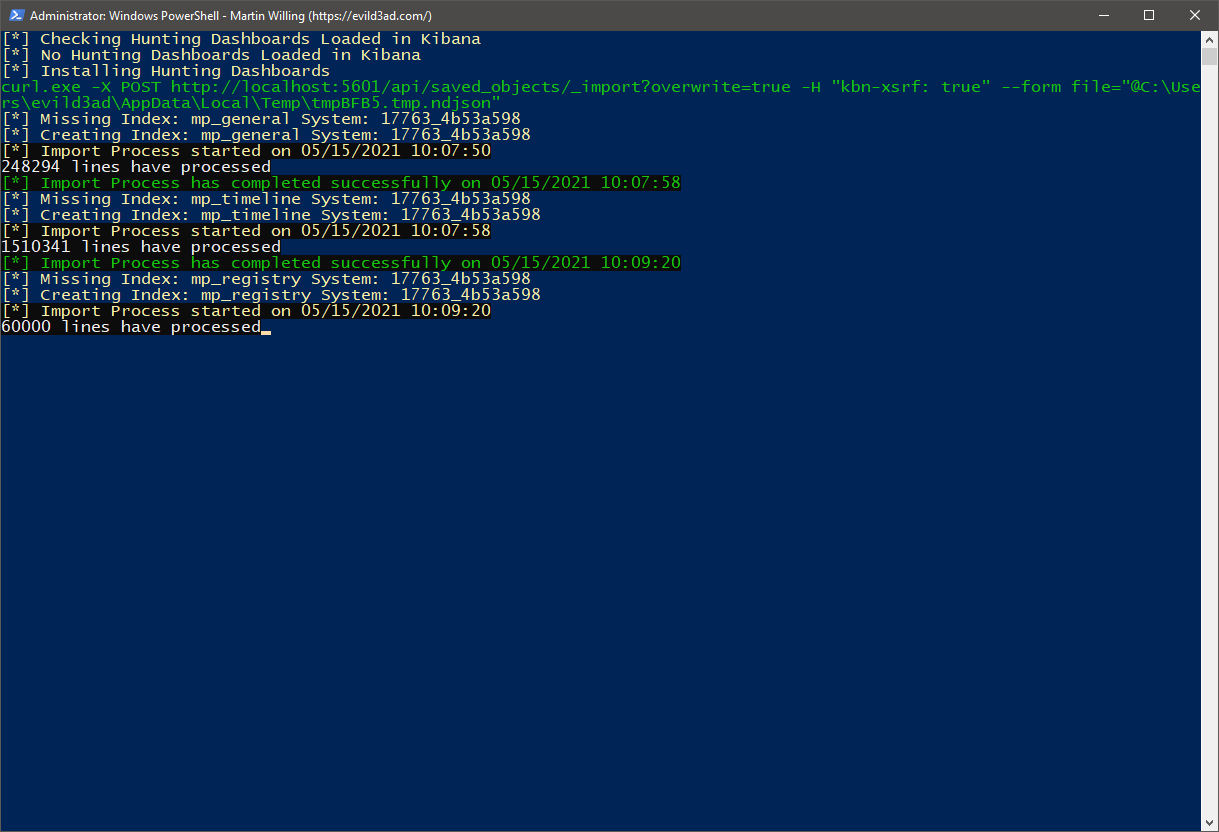 Administrator: Windows PowerShell - Martin Willing (https://evild3ad.com/)
[*] Checking Hunting Dashboards Loaded in Kibana
[*] No Hunting Dashboards Loaded in Kibana
[*] Installing Hunting Dashboards
curl.exe -X POST http://localhost:5601/api/saved_objects/_import?overwrite=true -H "kbn-xsrf: true" --form file="@C:\Use
rs\evild3ad\AppData\Local\Temp\tmpBFB5.tmp.ndjson"
[*] Missing Index: mp_general System: 17763_4b53a598
[*] Creating Index: mp_general System: 17763_4b53a598
[*] Import Process started on 05/15/2021 10:07:50
248294 lines have processed
[*] Import Process has completed successfully on 05/15/2021 10:07:58
[*] Missing Index: mp_timeline System: 17763_4b53a598
[*] Creating Index: mp_timeline System: 17763_4b53a598
[*] Import Process started on 05/15/2021 10:07:58
1510341 lines have processed
[*] Import Process has completed successfully on 05/15/2021 10:09:20
[*] Missing Index: mp_registry System: 17763_4b53a598
[*] Creating Index: mp_registry System: 17763_4b53a598
[*] Import Process started on 05/15/2021 10:09:20
60000 lines have processed